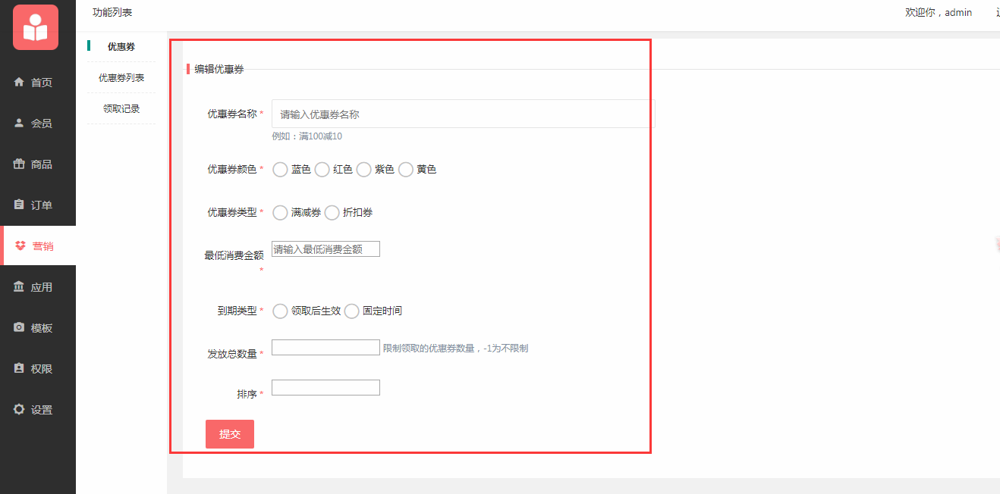 功能列表
欢迎你，admin
首页
会员
商品
订单
营销
应用
模板
权限
设置
优惠券
优惠券列表
领取记录
编辑优惠券
优惠券名称 * 请输入优惠券名称
例如：满100减10
优惠券颜色 * 蓝色 红色 紫色 黄色
优惠券类型 * 满减券 折扣券
最低消费金额 * 请输入最低消费金额
到期类型 * 领取后生效 固定时间
发放总数量 * 限制领取的优惠券数量，-1为不限制
排序 *
提交